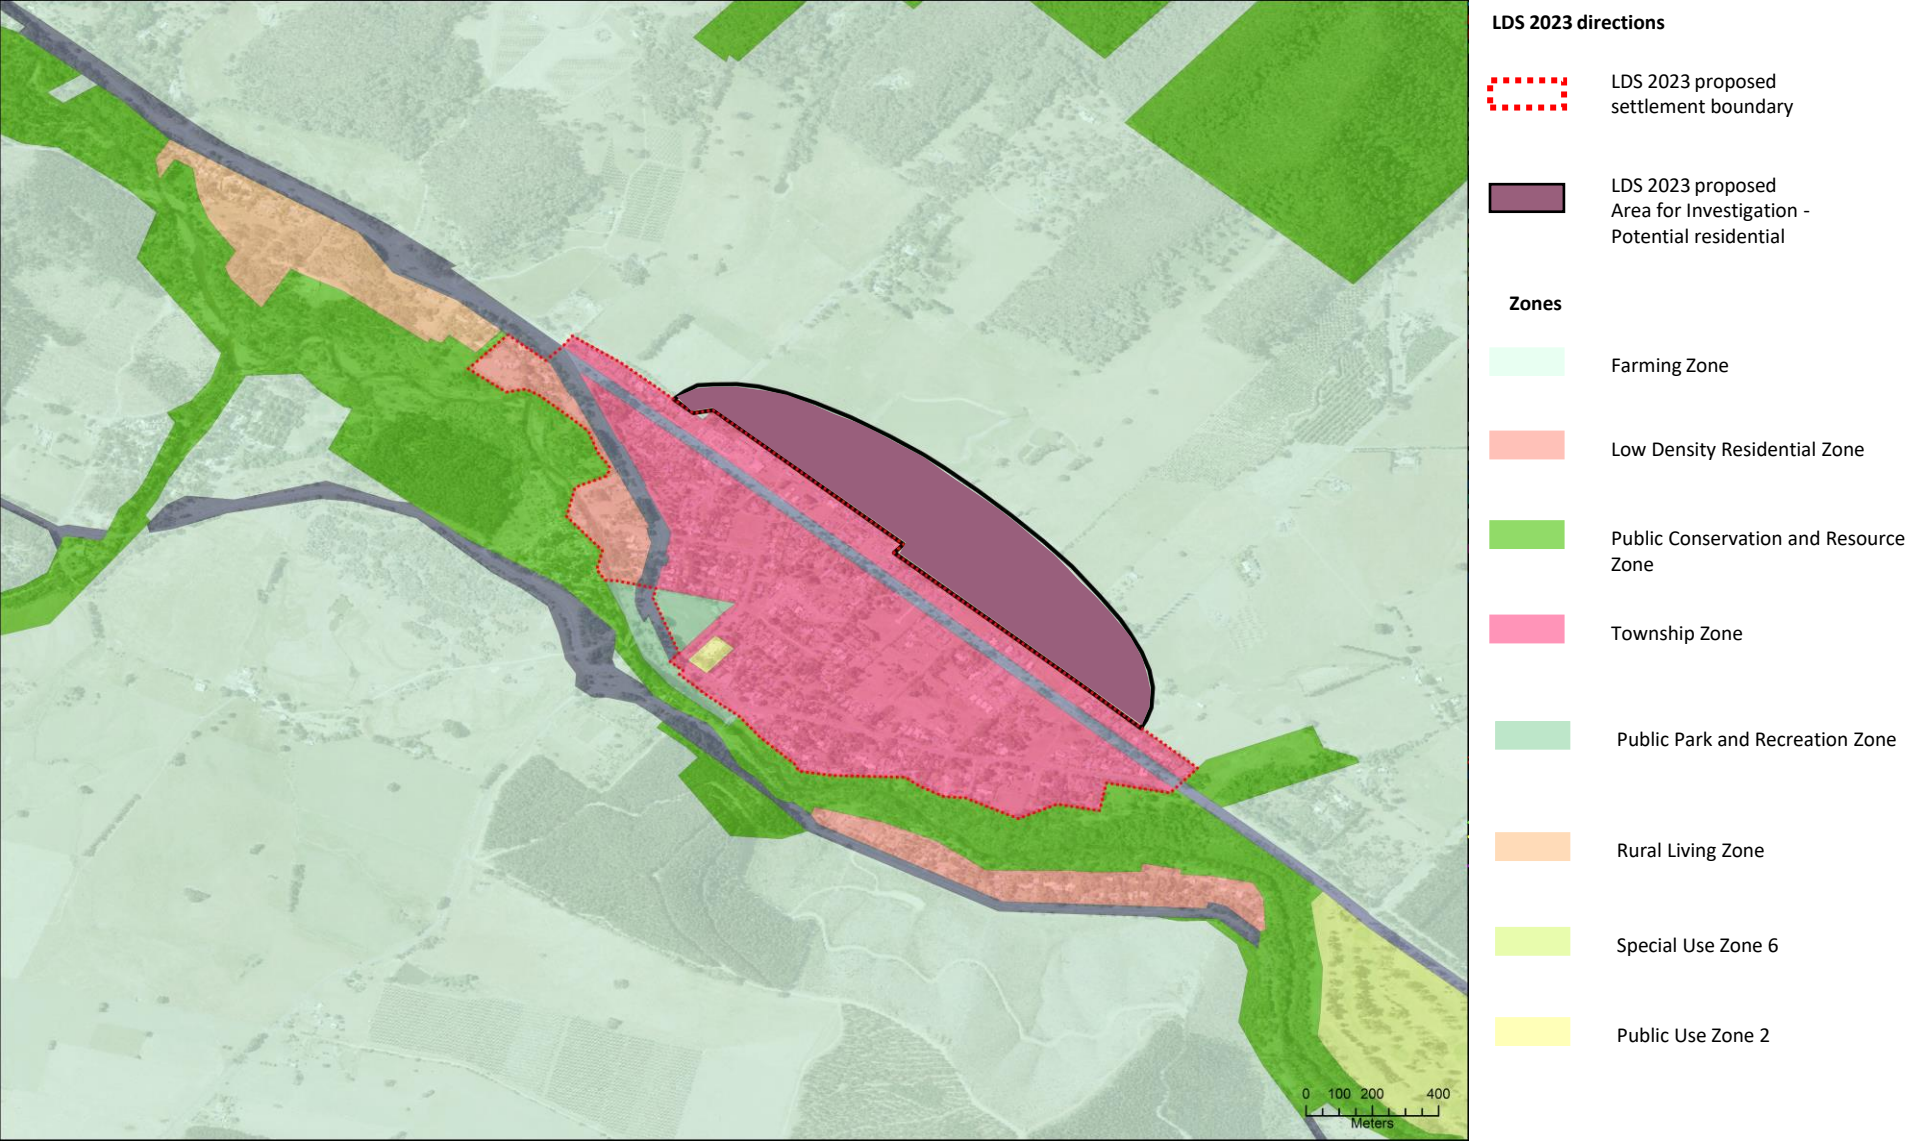 LDS 2023 directions
LDS 2023 proposed
settlement boundary
LDS 2023 proposed
Area for Investigation -
Potential residential
Zones
Farming Zone
Low Density Residential Zone
Public Conservation and Resource
Zone
Township Zone
Public Park and Recreation Zone
Rural Living Zone
Special Use Zone 6
Public Use Zone 2
0 100 200 400
Meters